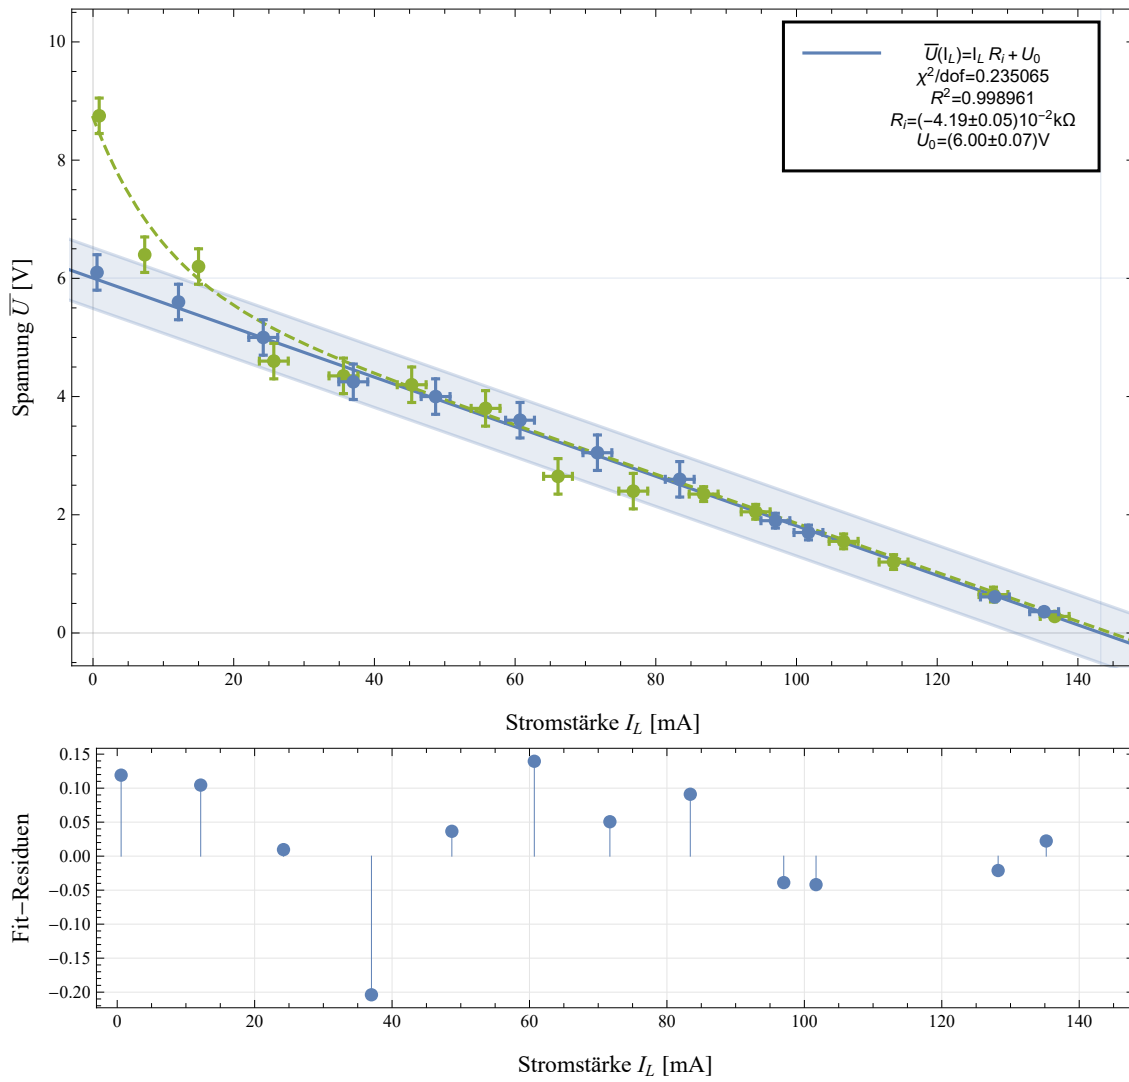 10
8
6
4
2
0
Spannung U̅ [V]
U̅(I_L)=I_L R_i + U_0
χ²/dof=0.235065
R²=0.998961
R_i=(−4.19±0.05)10⁻²kΩ
U_0=(6.00±0.07)V
0 20 40 60 80 100 120 140
Stromstärke I_L [mA]
0.15
0.10
0.05
0.00
−0.05
−0.10
−0.15
−0.20
Fit−Residuen
0 20 40 60 80 100 120 140
Stromstärke I_L [mA]